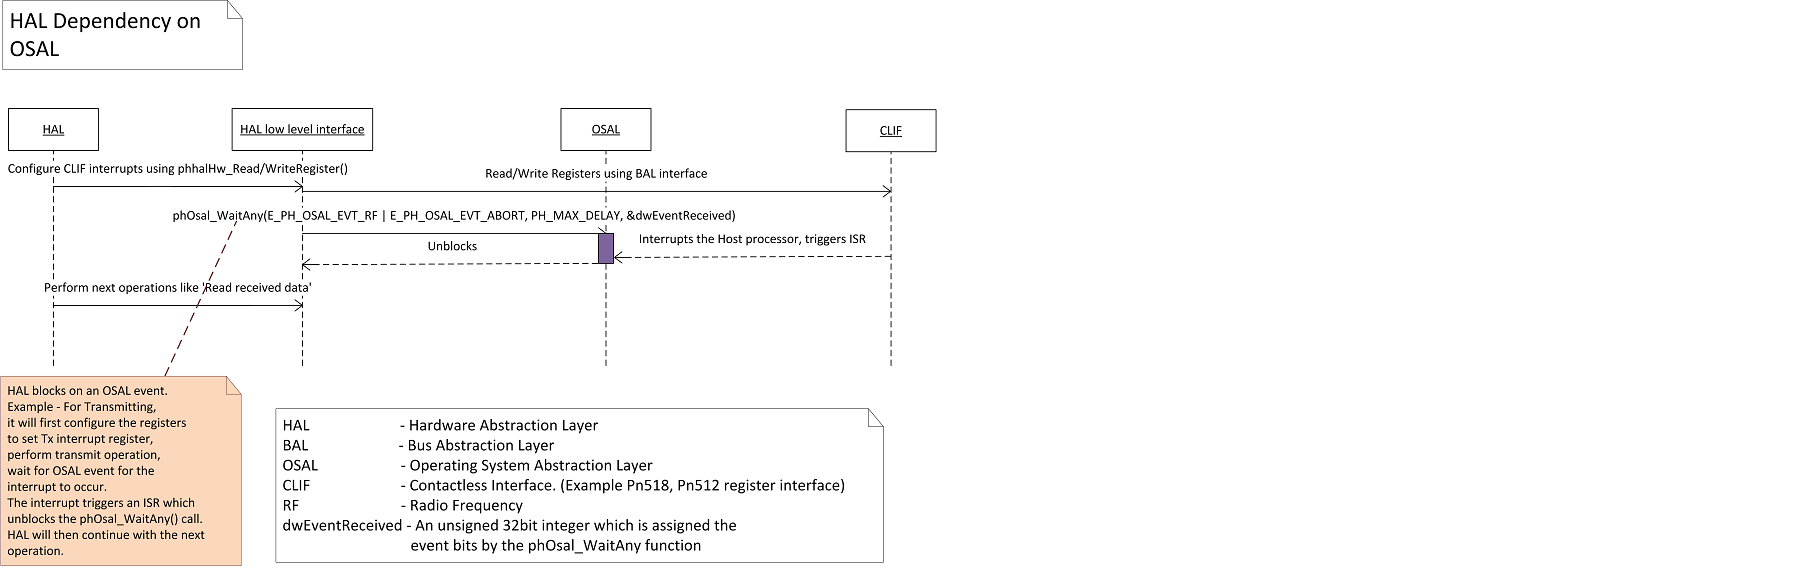 HAL Dependency on
OSAL
HAL
HAL low level interface
OSAL
CLIF
Configure CLIF interrupts using phhalHw_Read/WriteRegister()
Read/Write Registers using BAL interface
phOsal_WaitAny(E_PH_OSAL_EVT_RF | E_PH_OSAL_EVT_ABORT, PH_MAX_DELAY, &dwEventReceived)
Interrupts the Host processor, triggers ISR
Unblocks
Perform next operations like 'Read received data'
HAL blocks on an OSAL event.
Example - For Transmitting,
it will first configure the registers
to set Tx interrupt register,
perform transmit operation,
wait for OSAL event for the
interrupt to occur.
The interrupt triggers an ISR which
unblocks the phOsal_WaitAny() call.
HAL will then continue with the next
operation.
HAL - Hardware Abstraction Layer
BAL - Bus Abstraction Layer
OSAL - Operating System Abstraction Layer
CLIF - Contactless Interface. (Example Pn518, Pn512 register interface)
RF - Radio Frequency
dwEventReceived - An unsigned 32bit integer which is assigned the
event bits by the phOsal_WaitAny function